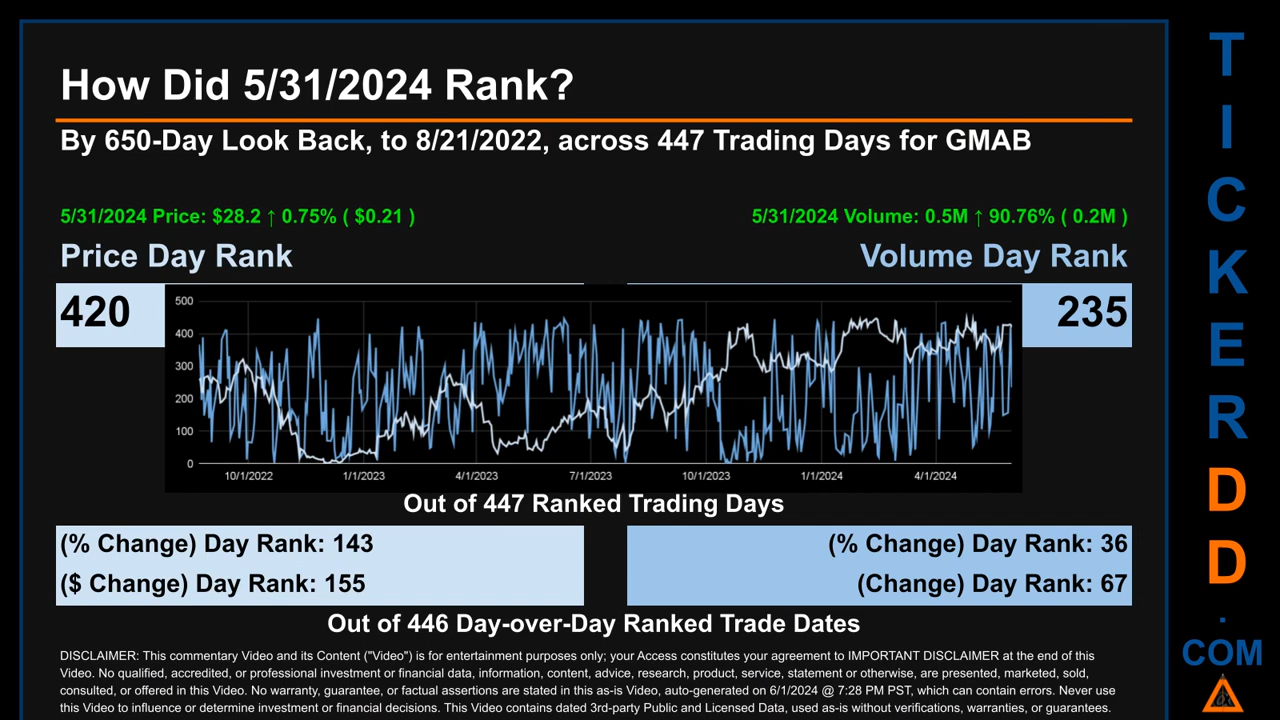 How Did 5/31/2024 Rank?
By 650-Day Look Back, to 8/21/2022, across 447 Trading Days for GMAB
5/31/2024 Price: $28.2 ↑ 0.75% ( $0.21 )
5/31/2024 Volume: 0.5M ↑ 90.76% ( 0.2M )
Price Day Rank
Volume Day Rank
420
235
500
400
300
200
100
0
10/1/2022 1/1/2023 4/1/2023 7/1/2023 10/1/2023 1/1/2024 4/1/2024
Out of 447 Ranked Trading Days
(% Change) Day Rank: 143
($ Change) Day Rank: 155
(% Change) Day Rank: 36
(Change) Day Rank: 67
Out of 446 Day-over-Day Ranked Trade Dates
DISCLAIMER: This commentary Video and its Content ("Video") is for entertainment purposes only; your Access constitutes your agreement to IMPORTANT DISCLAIMER at the end of this
Video. No qualified, accredited, or professional investment or financial data, information, content, advice, research, product, service, statement or otherwise, are presented, marketed, sold,
consulted, or offered in this Video. No warranty, guarantee, or factual assertions are stated in this as-is Video, auto-generated on 6/1/2024 @ 7:28 PM PST, which can contain errors. Never use
this Video to influence or determine investment or financial decisions. This Video contains dated 3rd-party Public and Licensed Data, used as-is without verifications, warranties, or guarantees.
T
I
C
K
E
R
D
D
.
COM